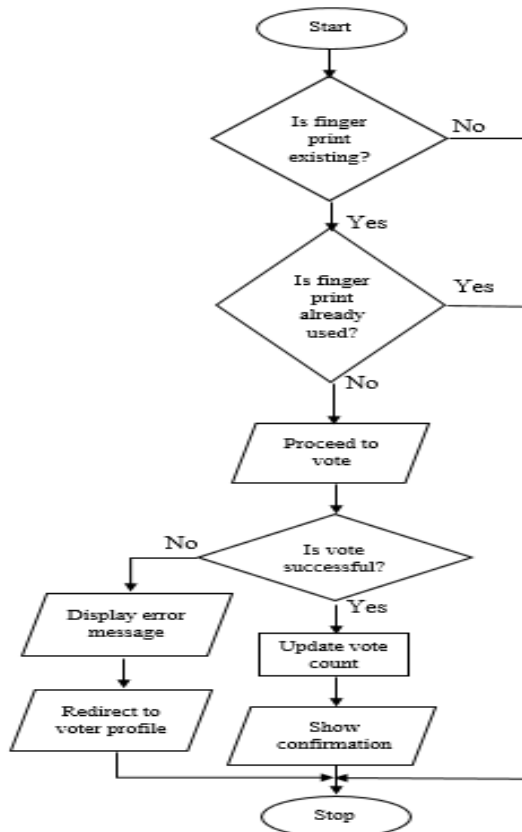 Start
Is finger
print
existing?
No
Yes
Is finger
print
already
used?
Yes
No
Proceed to
vote
No
Is vote
successful?
Display error
message
Yes
Update vote
count
Redirect to
voter profile
Show
confirmation
Stop